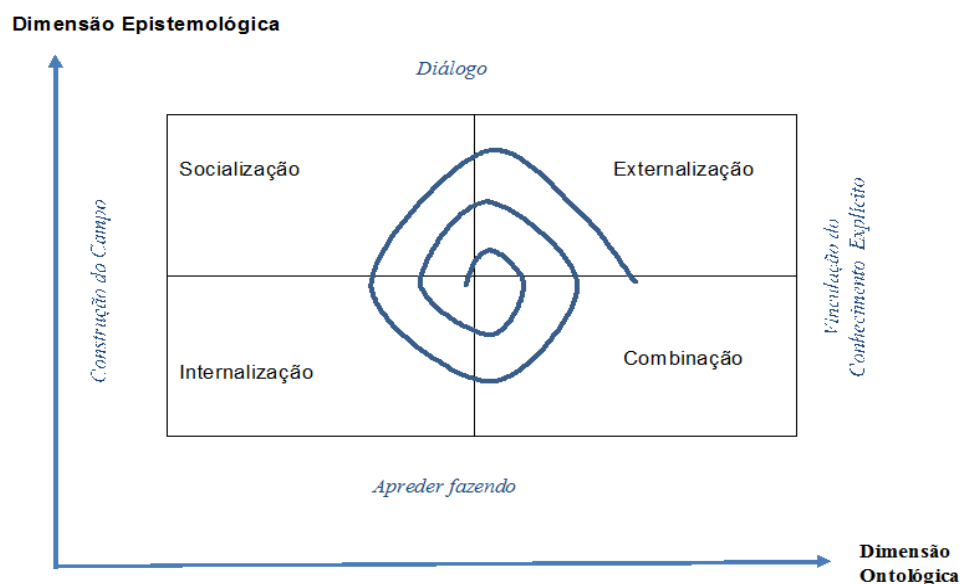 Dimensão Epistemológica
Diálogo
Socialização
Externalização
Construção do Campo
Vinculação do
Conhecimento Explícito
Internalização
Combinação
Apreder fazendo
Dimensão
Ontológica